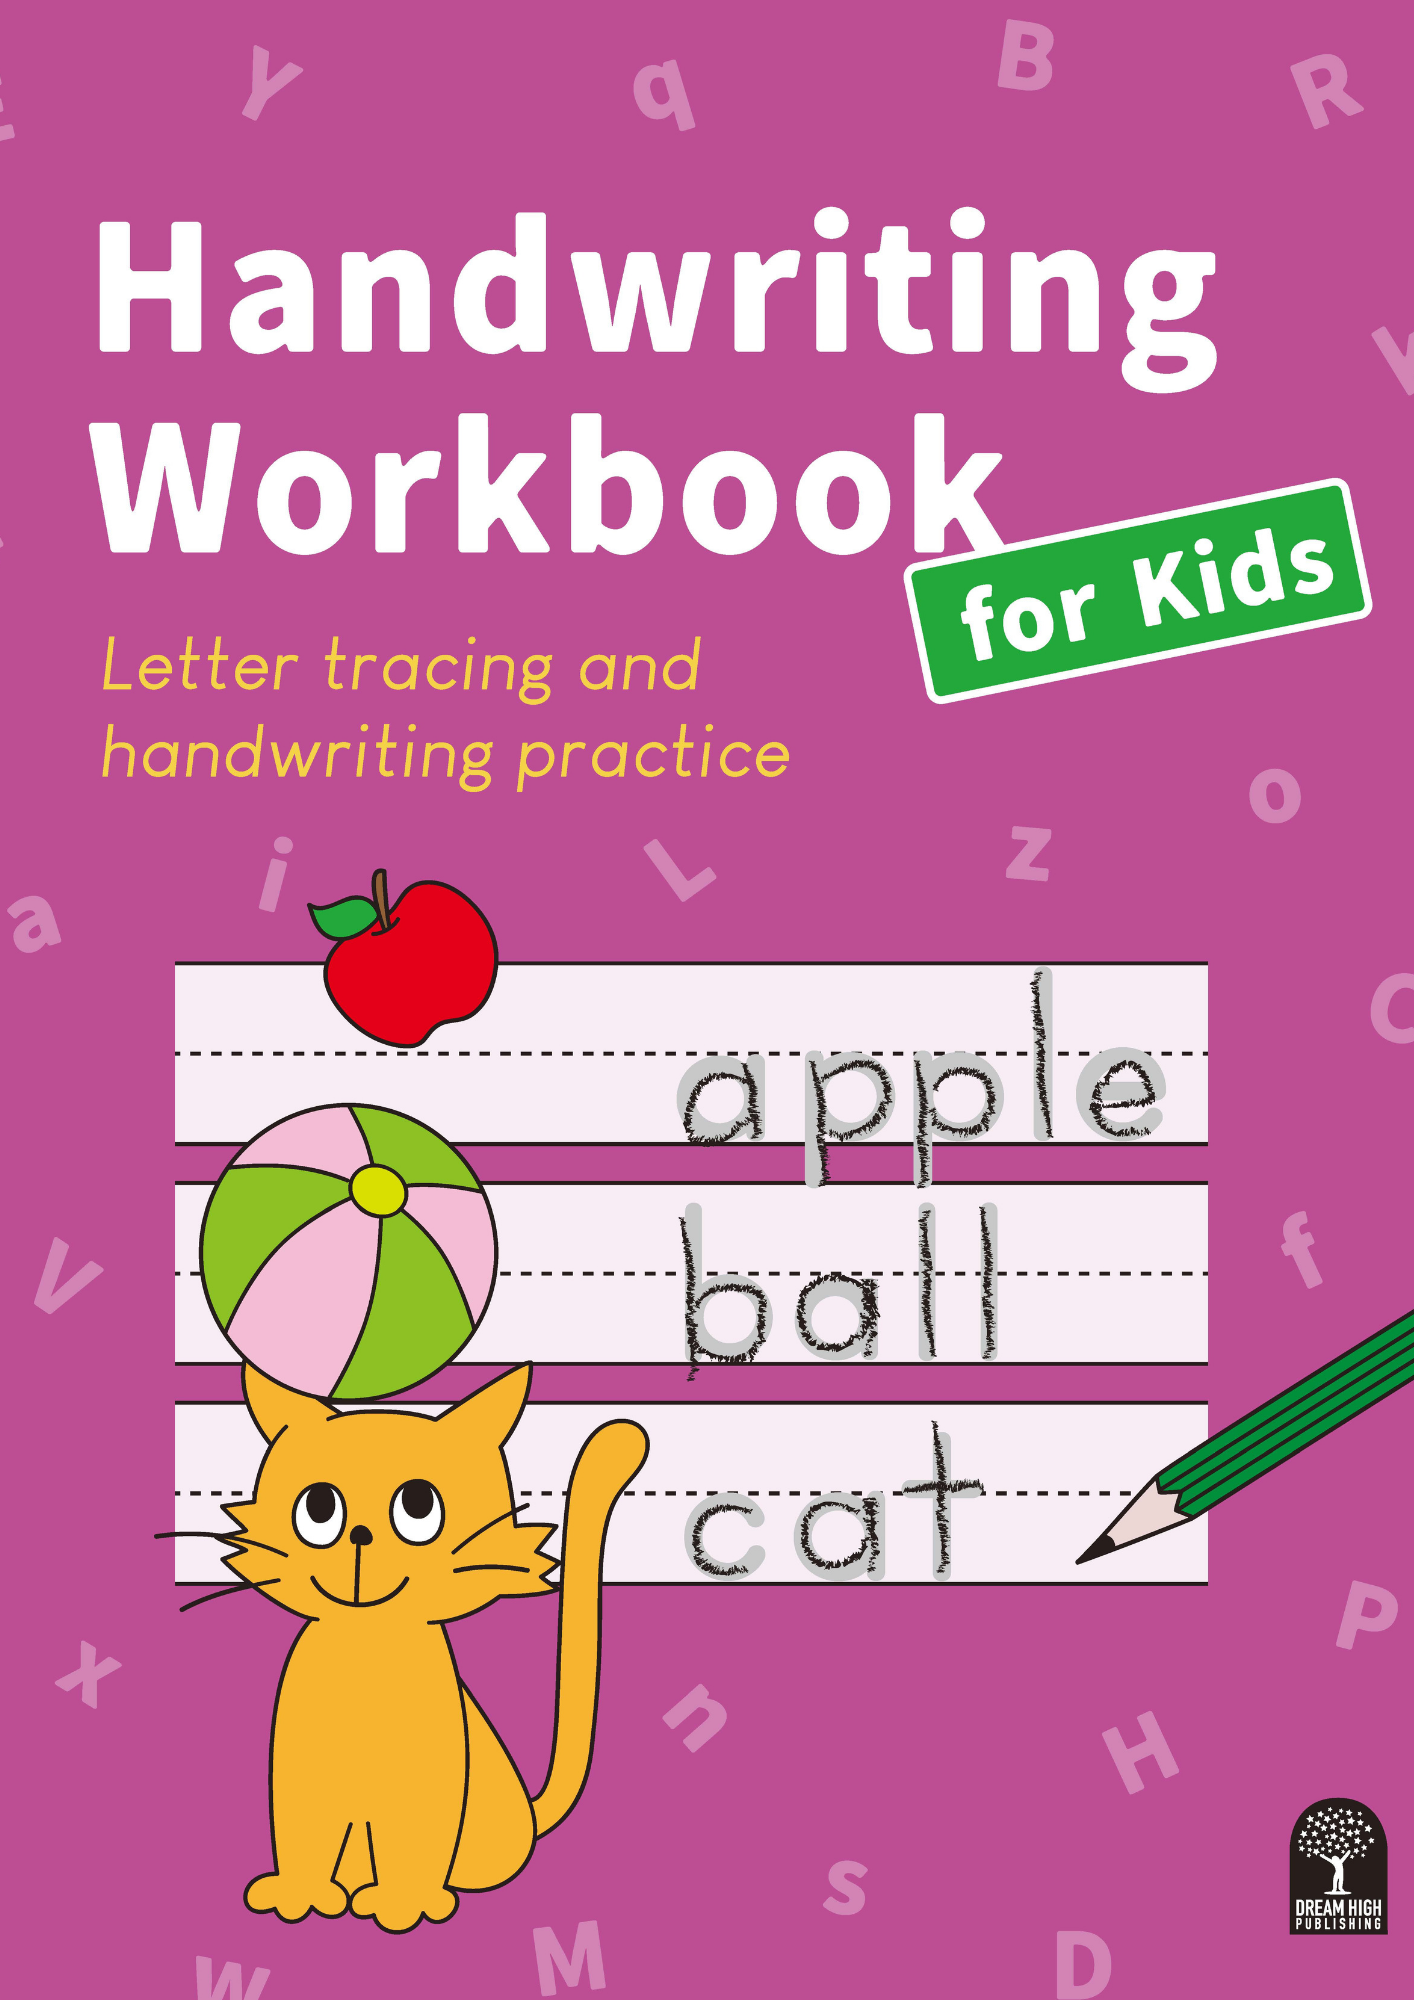 E Y q B R
Handwriting
Workbook
for Kids
Letter tracing and
handwriting practice
o
i L z
a
apple
C
ball
V f
cat
P
x n
H
s
DREAM HIGH
PUBLISHING
W M D